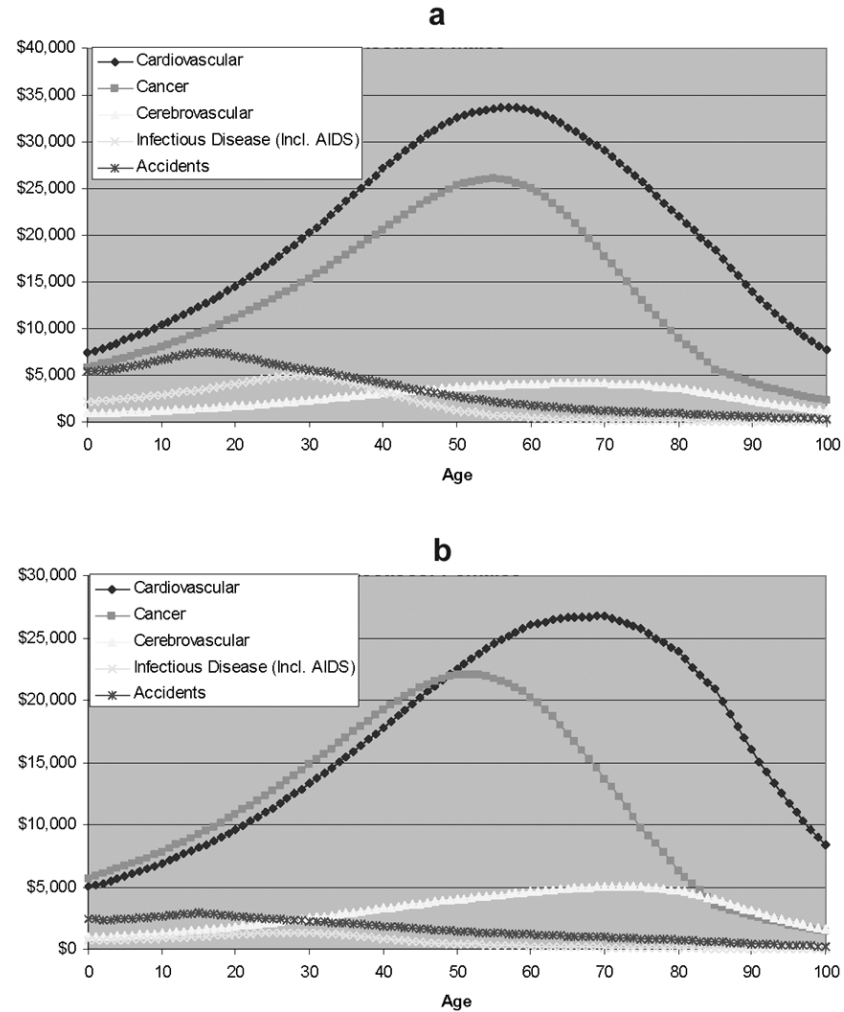 a
$40,000
$35,000
$30,000
$25,000
$20,000
$15,000
$10,000
$5,000
$0
Cardiovascular
Cancer
Cerebrovascular
Infectious Disease (Incl. AIDS)
Accidents
0 10 20 30 40 50 60 70 80 90 100
Age
b
$30,000
$25,000
$20,000
$15,000
$10,000
$5,000
$0
Cardiovascular
Cancer
Cerebrovascular
Infectious Disease (Incl. AIDS)
Accidents
0 10 20 30 40 50 60 70 80 90 100
Age